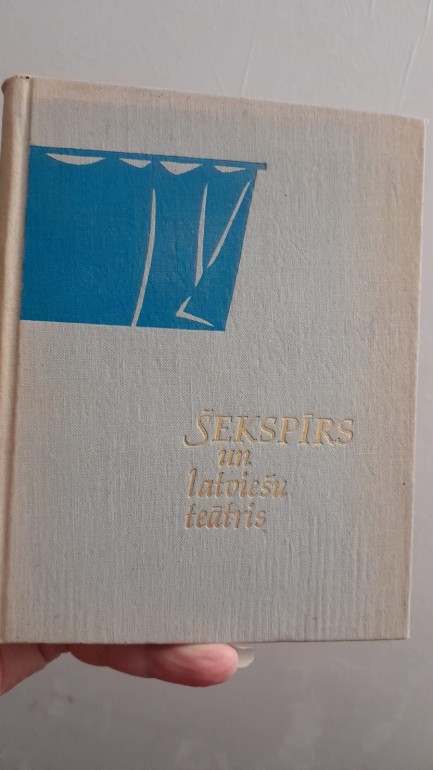 ŠEKSPĪRS
un
latviešu
teātris